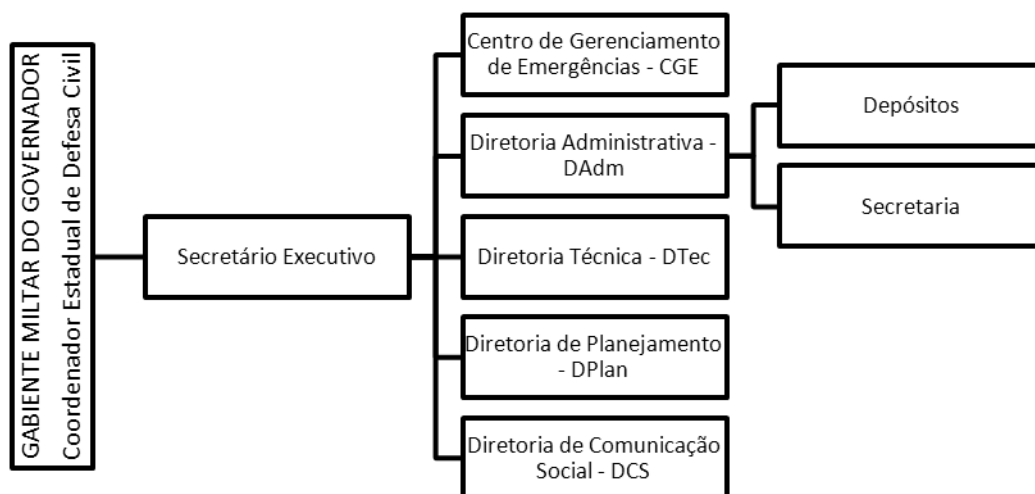 GABIENTE MILTAR DO GOVERNADOR
Coordenador Estadual de Defesa Civil
Secretário Executivo
Centro de Gerenciamento
de Emergências - CGE
Diretoria Administrativa -
DAdm
Depósitos
Secretaria
Diretoria Técnica - DTec
Diretoria de Planejamento
- DPlan
Diretoria de Comunicação
Social - DCS